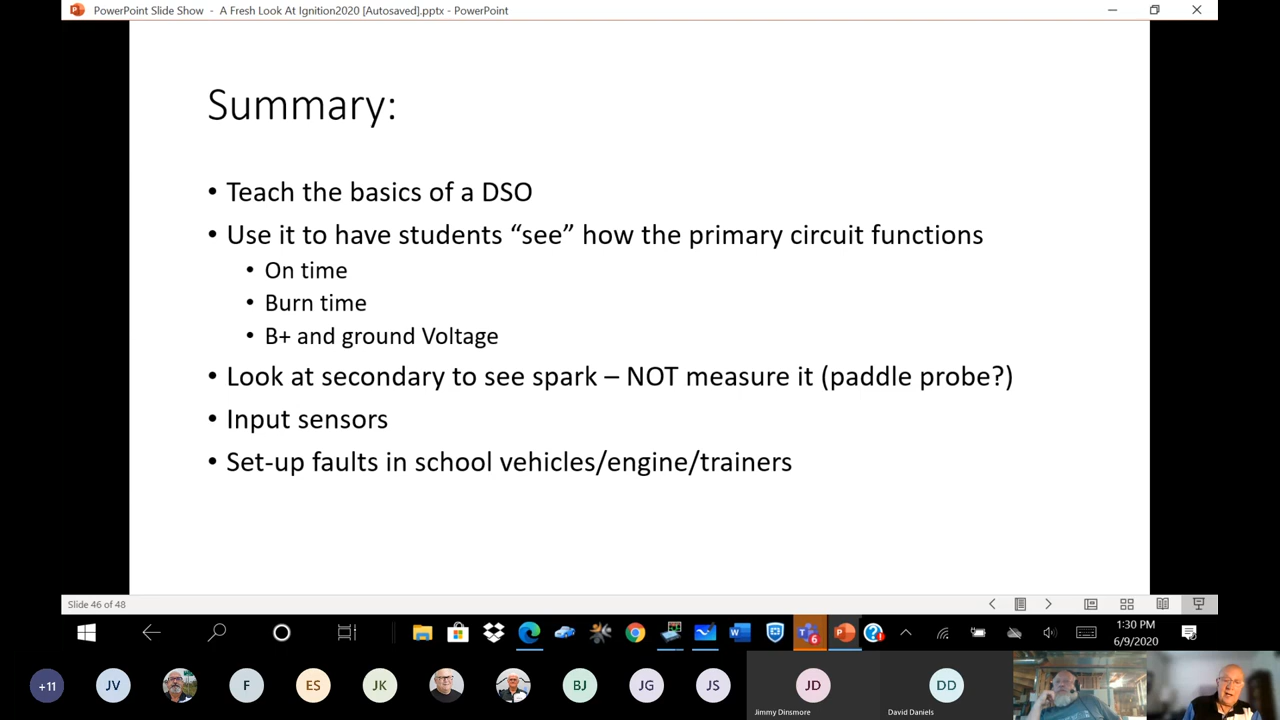 PowerPoint Slide Show - A Fresh Look At Ignition2020 [Autosaved].pptx - PowerPoint
Summary:
• Teach the basics of a DSO
• Use it to have students “see” how the primary circuit functions
• On time
• Burn time
• B+ and ground Voltage
• Look at secondary to see spark – NOT measure it (paddle probe?)
• Input sensors
• Set-up faults in school vehicles/engine/trainers
Slide 46 of 48
1:30 PM
6/9/2020
6
+11 JV F ES JK BJ JG JS JD DD
Jimmy Dinsmore David Daniels